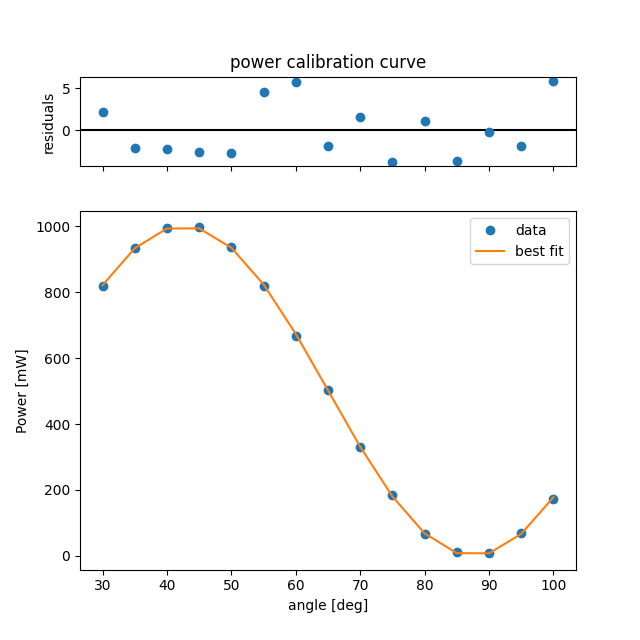 power calibration curve
5
0
residuals
1000
800
600
400
200
0
Power [mW]
data
best fit
30 40 50 60 70 80 90 100
angle [deg]